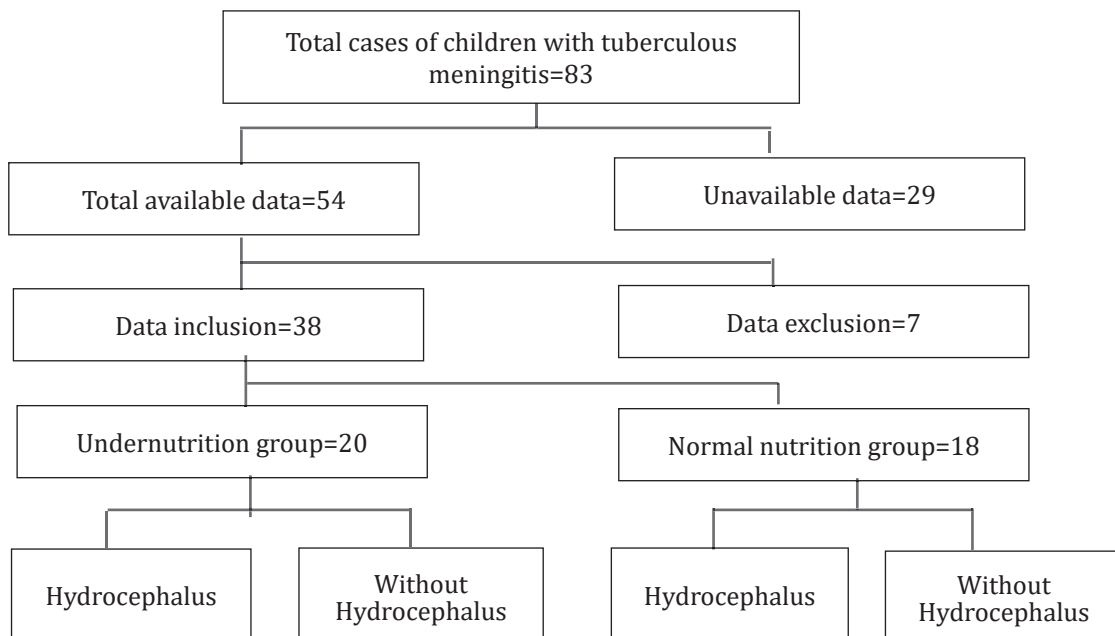 Total cases of children with tuberculous
meningitis=83
Total available data=54
Unavailable data=29
Data inclusion=38
Data exclusion=7
Undernutrition group=20
Normal nutrition group=18
Hydrocephalus
Without
Hydrocephalus
Hydrocephalus
Without
Hydrocephalus